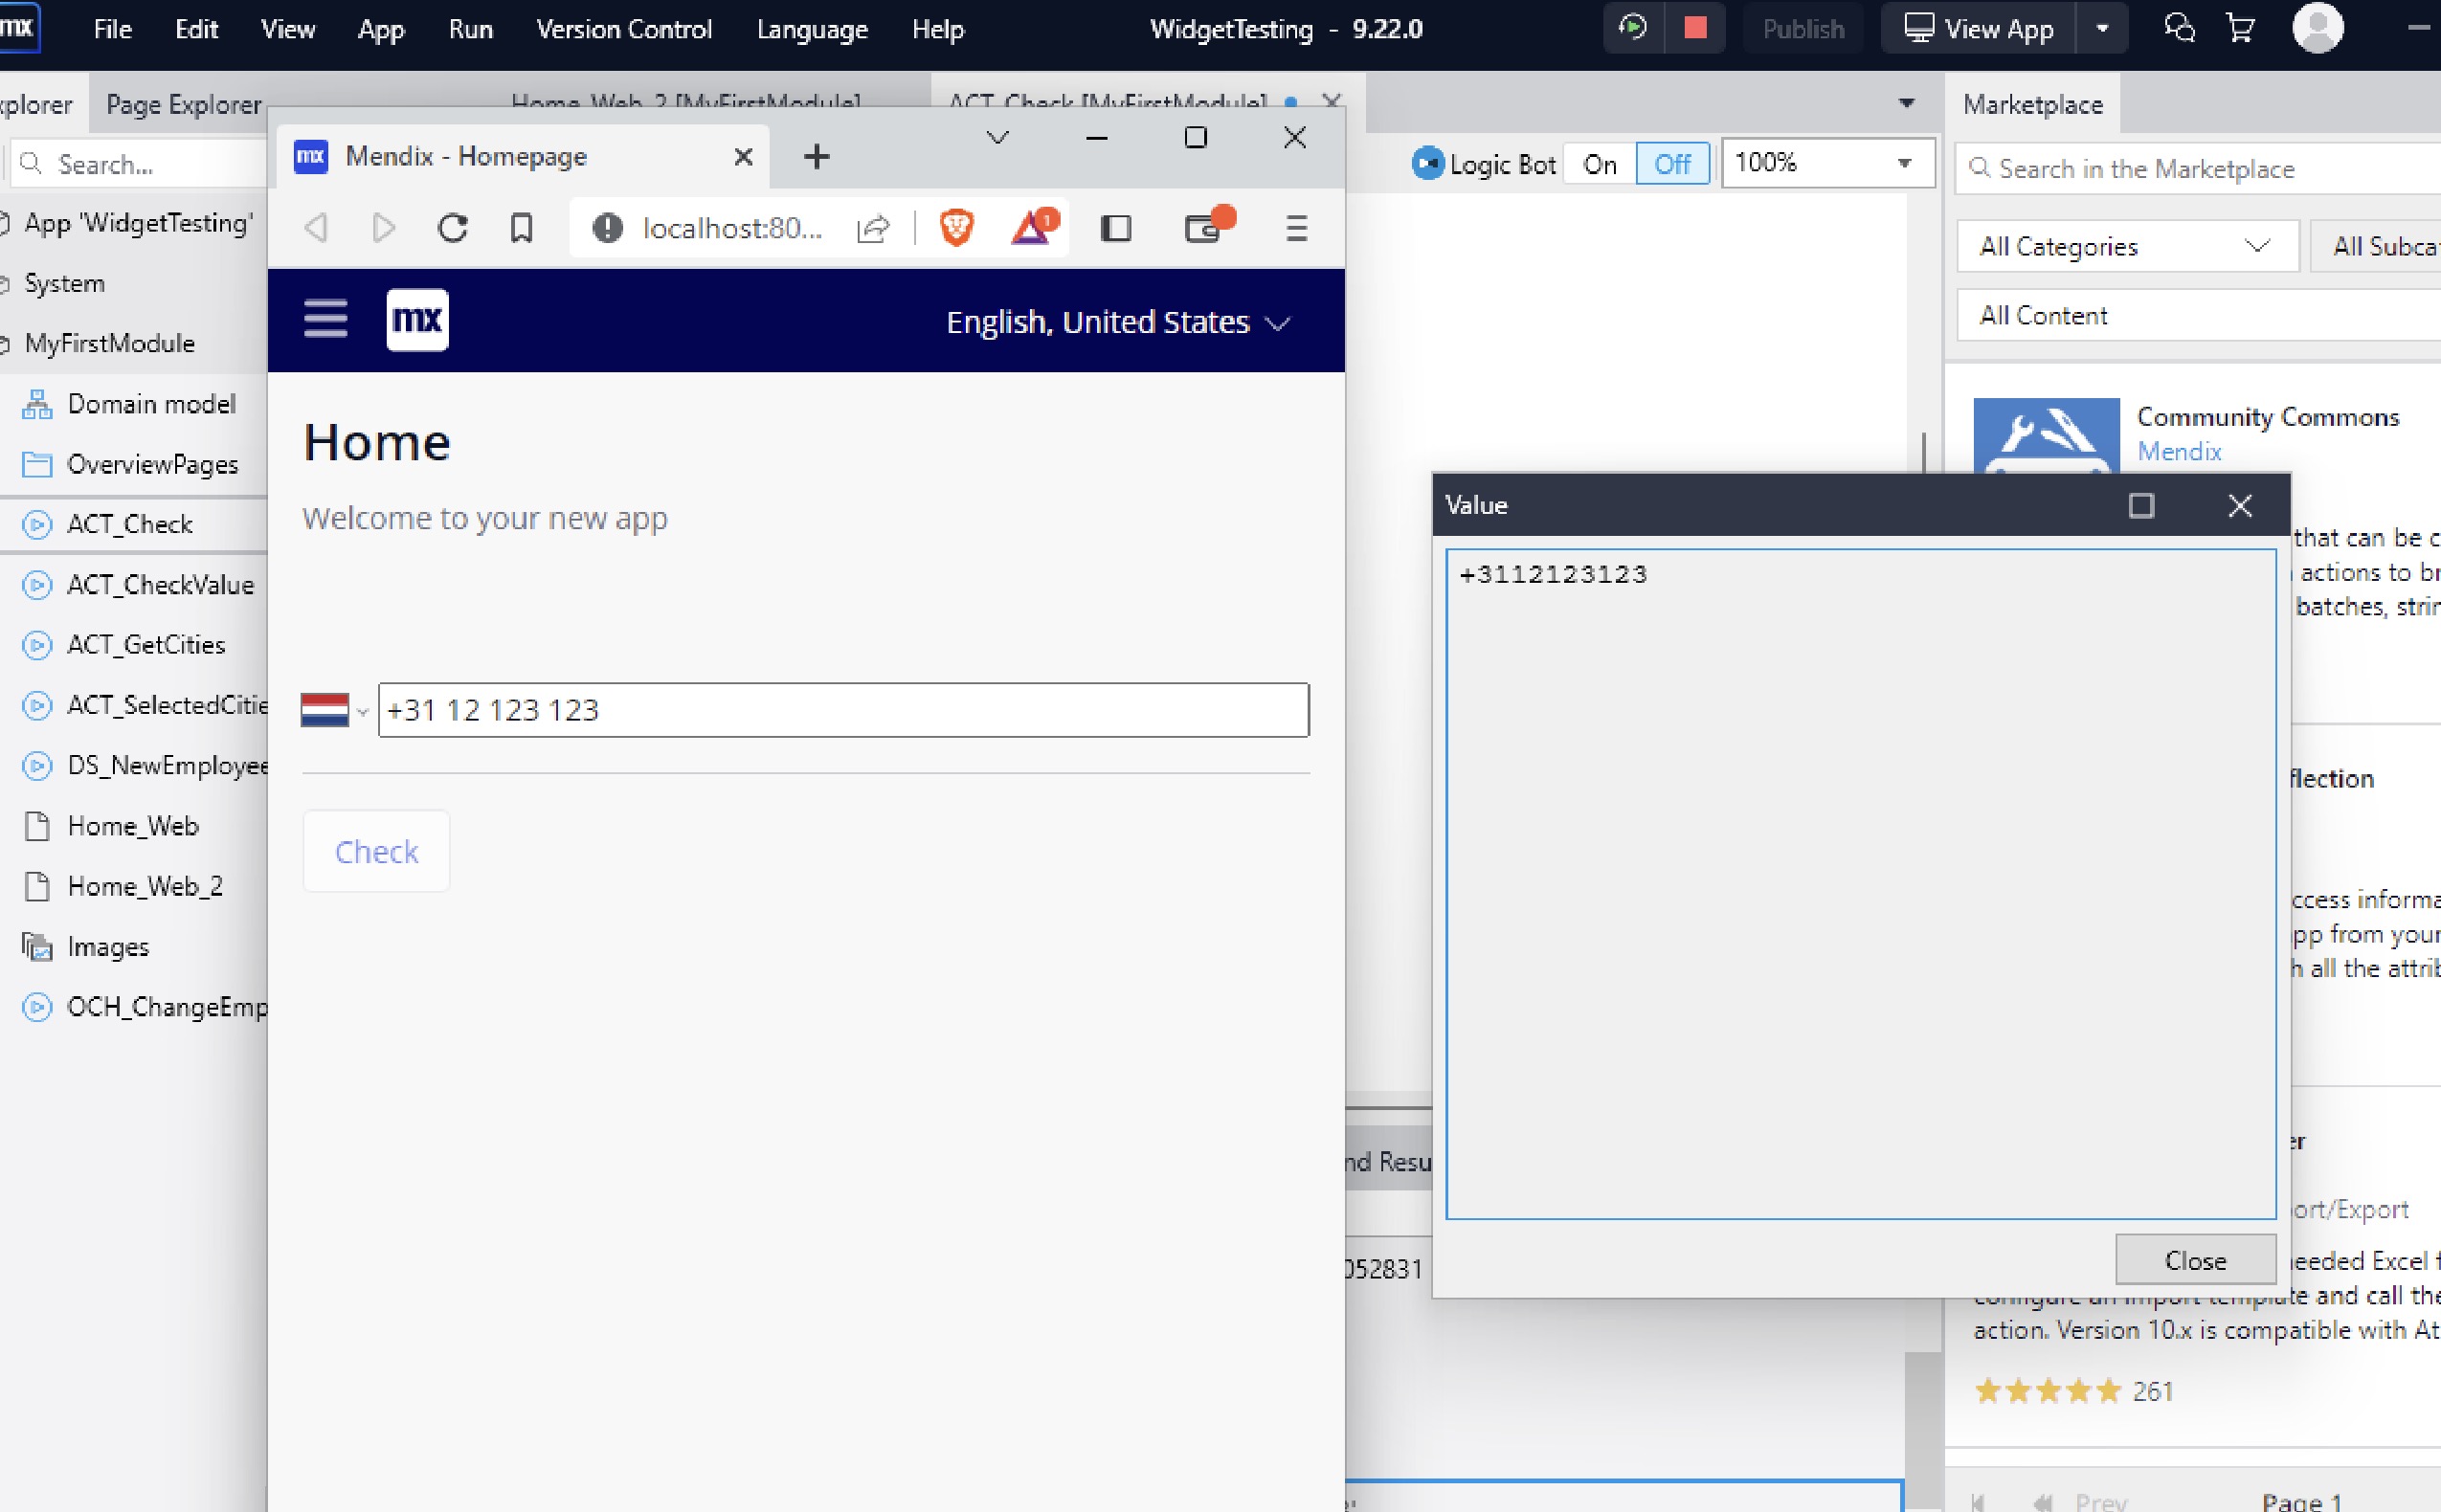 mx File Edit View App Run Version Control Language Help WidgetTesting - 9.22.0 Publish View App
Page Explorer
Home_Web_2 [MyFirstModule]
ACT_Check [MyFirstModule]
Marketplace
Search...
Logic Bot On Off 100%
Search in the Marketplace
App 'WidgetTesting'
System
MyFirstModule
Domain model
OverviewPages
ACT_Check
ACT_CheckValue
ACT_GetCities
ACT_SelectedCitie
DS_NewEmployee
Home_Web
Home_Web_2
Images
OCH_ChangeEmp
mx Mendix - Homepage
localhost:80...
1
mx
English, United States
Home
Welcome to your new app
+31 12 123 123
Check
Value
+3112123123
Close
nd Resu
052831
All Categories
All Subca
All Content
Community Commons
Mendix
that can be c
actions to br
batches, strin
flection
ccess informa
pp from your
h all the attrib
er
ort/Export
needed Excel f
configure an import template and call the
action. Version 10.x is compatible with At
261
Prev Page 1